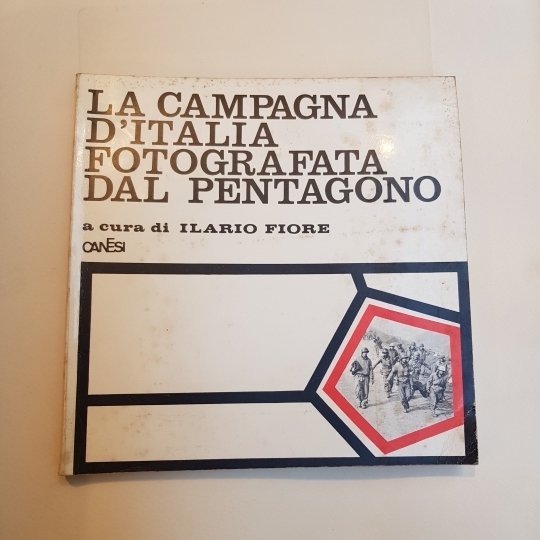 LA CAMPAGNA
D'ITALIA
FOTOGRAFATA
DAL PENTAGONO
a cura di ILARIO FIORE
CANESI